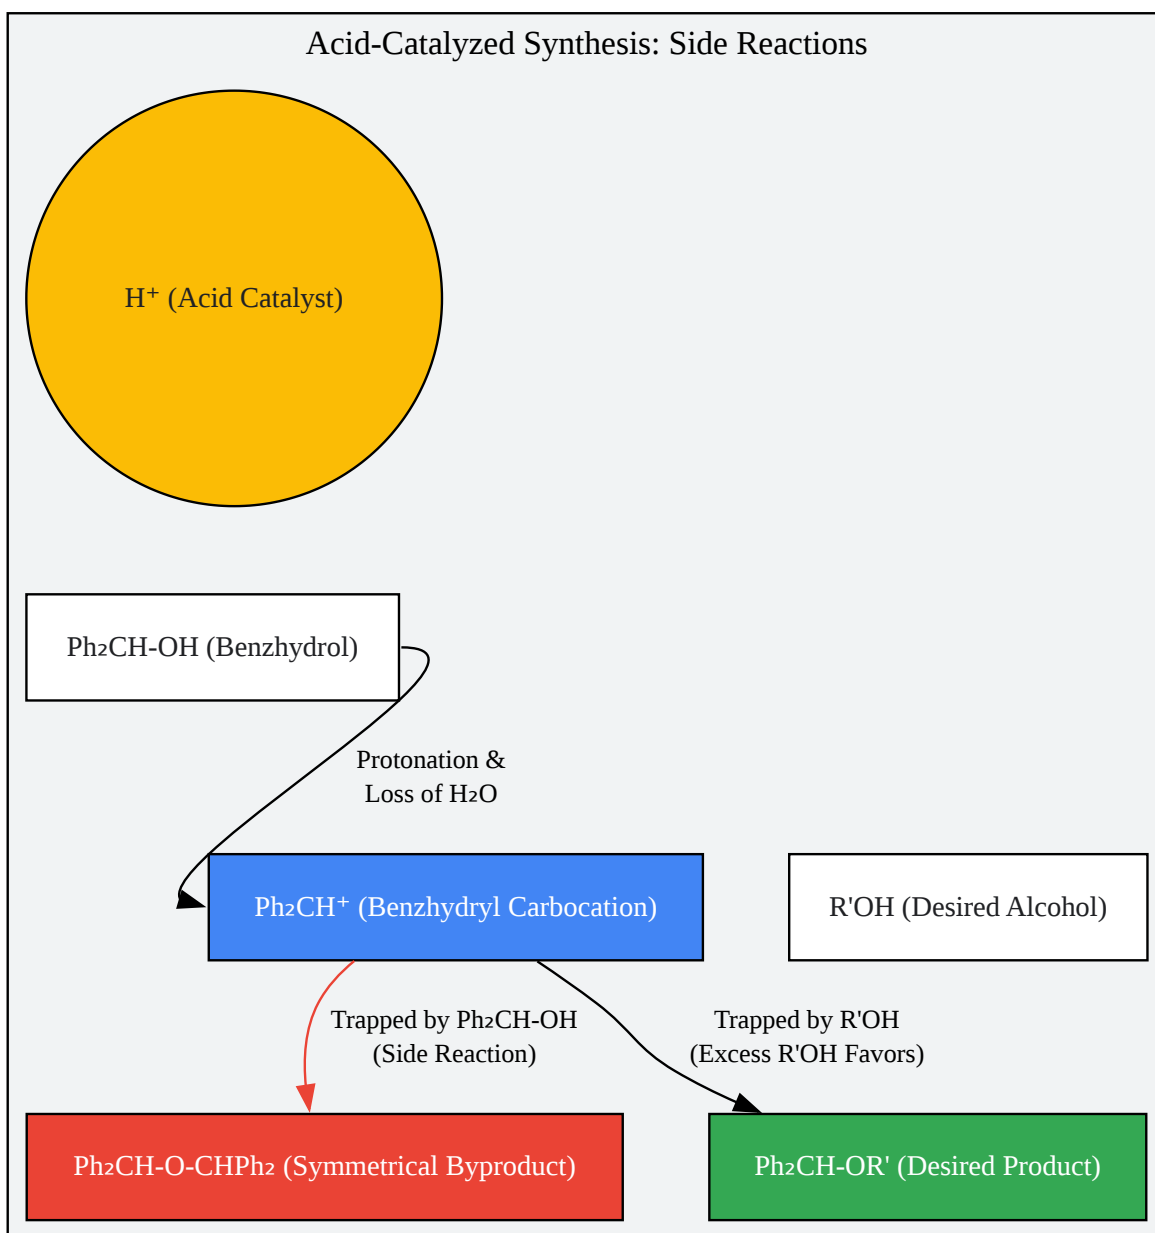 Acid-Catalyzed Synthesis: Side Reactions
H⁺ (Acid Catalyst)
Ph₂CH-OH (Benzhydrol)
Protonation &
Loss of H₂O
Ph₂CH⁺ (Benzhydryl Carbocation)
R'OH (Desired Alcohol)
Trapped by Ph₂CH-OH
(Side Reaction)
Trapped by R'OH
(Excess R'OH Favors)
Ph₂CH-O-CHPh₂ (Symmetrical Byproduct)
Ph₂CH-OR' (Desired Product)